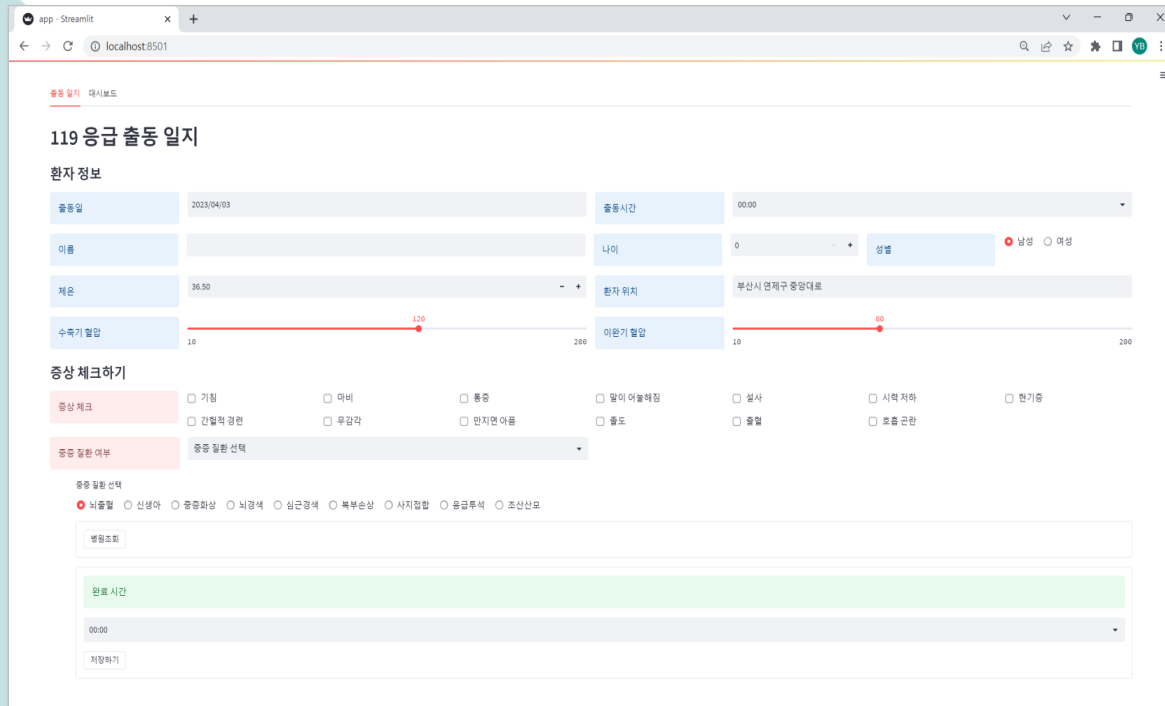 app · Streamlit
localhost:8501
YB
출동 일지 대시보드
119 응급 출동 일지
환자 정보
출동일 2023/04/03 출동시간 00:00
이름 나이 0 - + 성별 남성 여성
체온 36.50 - + 환자 위치 부산시 연제구 중앙대로
수축기 혈압 120 10 200 이완기 혈압 80 10 200
증상 체크하기
증상 체크 기침 마비 통증 말이 어눌해짐 설사 시력 저하 현기증
간헐적 경련 무감각 만지면 아픔 졸도 출혈 호흡 곤란
중증 질환 여부 중증 질환 선택
중증 질환 선택
뇌출혈 신생아 중증화상 뇌경색 심근경색 복부손상 사지접합 응급투석 조산산모
병원조회
완료 시간
00:00
저장하기